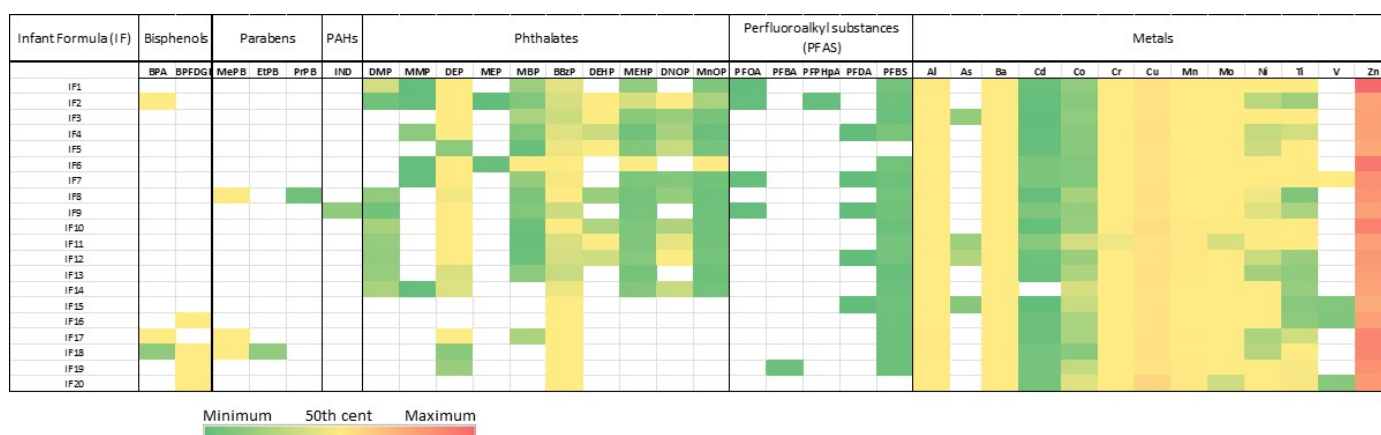 Infant Formula (IF) Bisphenols Parabens PAHs Phthalates Perfluoroalkyl substances (PFAS) Metals
BPA BPFDGI MePB EtPB PrPB IND DMP MMP DEP MEP MBP BBzP DEHP MEHP DNOP MnOP PFOA PFBA PFPHpA PFDA PFBS Al As Ba Cd Co Cr Cu Mn Mo Ni Ti V Zn
IF1
IF2
IF3
IF4
IF5
IF6
IF7
IF8
IF9
IF10
IF11
IF12
IF13
IF14
IF15
IF16
IF17
IF18
IF19
IF20
Minimum 50th cent Maximum